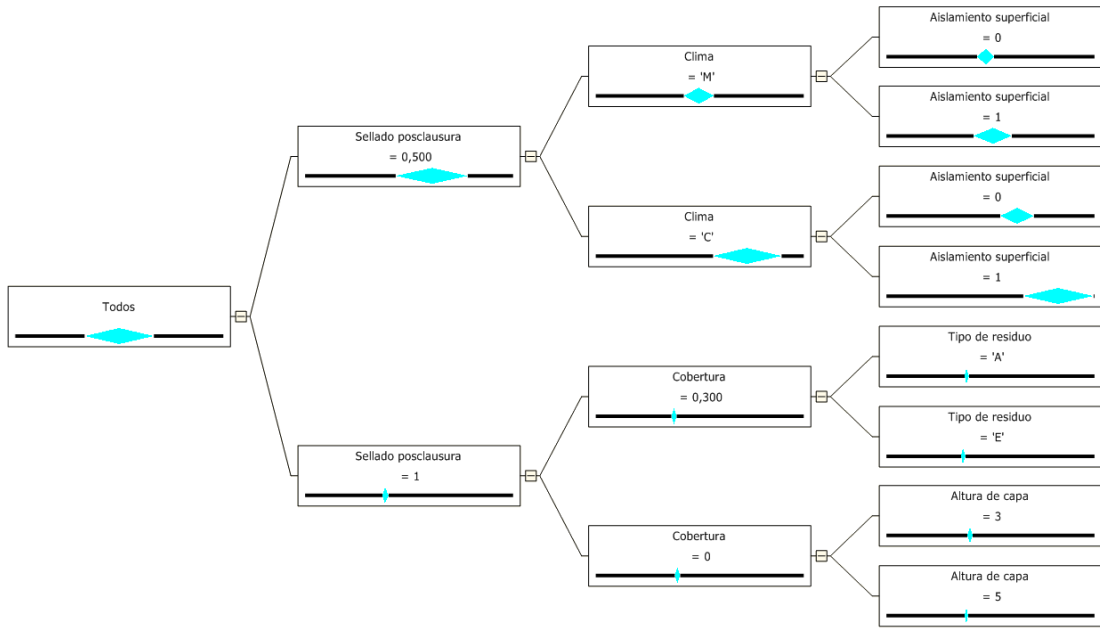 Todos
Sellado posclausura
= 0,500
Sellado posclausura
= 1
Clima
= 'M'
Clima
= 'C'
Cobertura
= 0,300
Cobertura
= 0
Aislamiento superficial
= 0
Aislamiento superficial
= 1
Aislamiento superficial
= 0
Aislamiento superficial
= 1
Tipo de residuo
= 'A'
Tipo de residuo
= 'E'
Altura de capa
= 3
Altura de capa
= 5